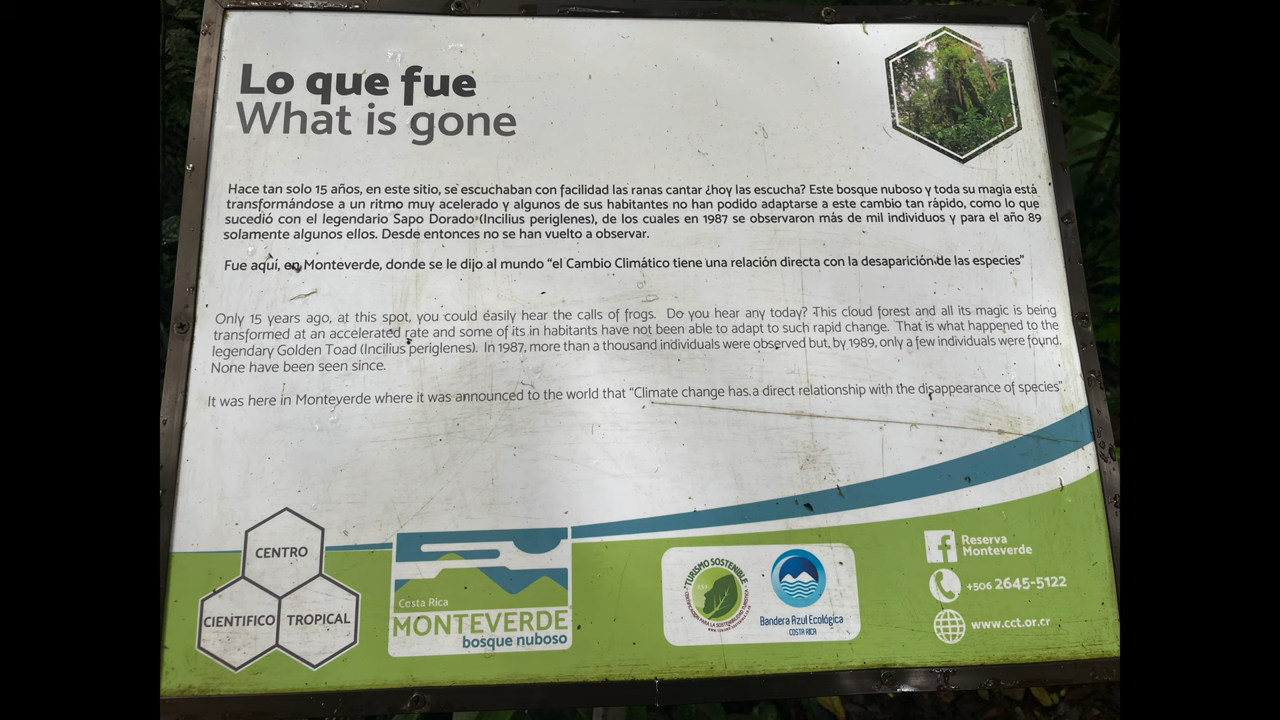 Lo que fue
What is gone
Hace tan solo 15 años, en este sitio, se escuchaban con facilidad las ranas cantar ¿hoy las escucha? Este bosque nuboso y toda su magia está
transformándose a un ritmo muy acelerado y algunos de sus habitantes no han podido adaptarse a este cambio tan rápido, como lo que
sucedió con el legendario Sapo Dorado (Incilius periglenes), de los cuales en 1987 se observaron más de mil individuos y para el año 89
solamente algunos ellos. Desde entonces no se han vuelto a observar.
Fue aquí, en Monteverde, donde se le dijo al mundo “el Cambio Climático tiene una relación directa con la desaparición de las especies”
Only 15 years ago, at this spot, you could easily hear the calls of frogs. Do you hear any today? This cloud forest and all its magic is being
transformed at an accelerated rate and some of its in habitants have not been able to adapt to such rapid change. That is what happened to the
legendary Golden Toad (Incilius periglenes). In 1987, more than a thousand individuals were observed but, by 1989, only a few individuals were found.
None have been seen since.
It was here in Monteverde where it was announced to the world that “Climate change has a direct relationship with the disappearance of species”.
CENTRO
CIENTIFICO TROPICAL
Costa Rica
MONTEVERDE
bosque nuboso
TURISMO SOSTENIBLE
CERTIFICACIÓN PARA LA SOSTENIBILIDAD TURÍSTICA
Bandera Azul Ecológica
COSTA RICA
Reserva
Monteverde
+506 2645-5122
www.cct.or.cr